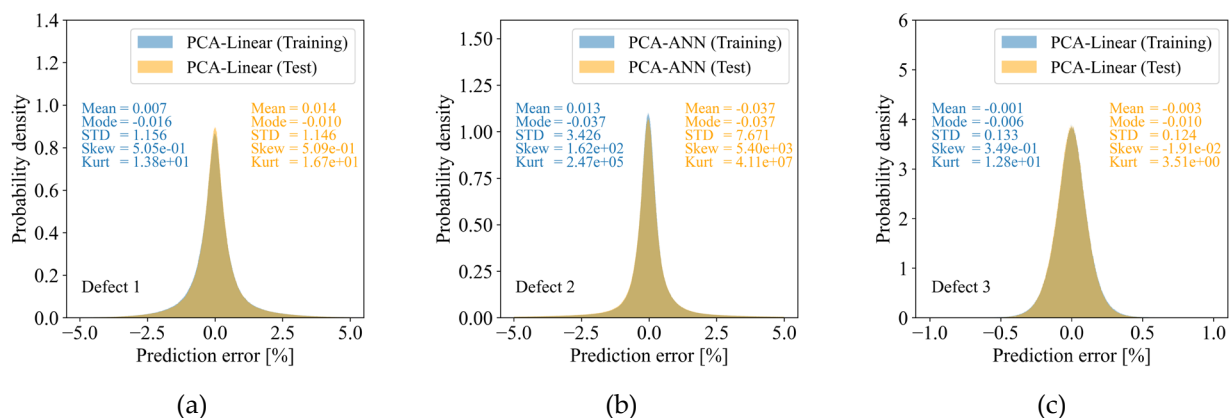 1.4
1.2
1.0
0.8
0.6
0.4
0.2
0.0
Probability density
PCA-Linear (Training)
PCA-Linear (Test)
Mean = 0.007
Mode = -0.016
STD = 1.156
Skew = 5.05e-01
Kurt = 1.38e+01
Mean = 0.014
Mode = -0.010
STD = 1.146
Skew = 5.09e-01
Kurt = 1.67e+01
Defect 1
−5.0 −2.5 0.0 2.5 5.0
Prediction error [%]
(a)
1.50
1.25
1.00
0.75
0.50
0.25
0.00
Probability density
PCA-ANN (Training)
PCA-ANN (Test)
Mean = 0.013
Mode = -0.037
STD = 3.426
Skew = 1.62e+02
Kurt = 2.47e+05
Mean = -0.037
Mode = -0.037
STD = 7.671
Skew = 5.40e+03
Kurt = 4.11e+07
Defect 2
−5.0 −2.5 0.0 2.5 5.0
Prediction error [%]
(b)
6
5
4
3
2
1
0
Probability density
PCA-Linear (Training)
PCA-Linear (Test)
Mean = -0.001
Mode = -0.006
STD = 0.133
Skew = 3.49e-01
Kurt = 1.28e+01
Mean = -0.003
Mode = -0.010
STD = 0.124
Skew = -1.91e-02
Kurt = 3.51e+00
Defect 3
−1.0 −0.5 0.0 0.5 1.0
Prediction error [%]
(c)